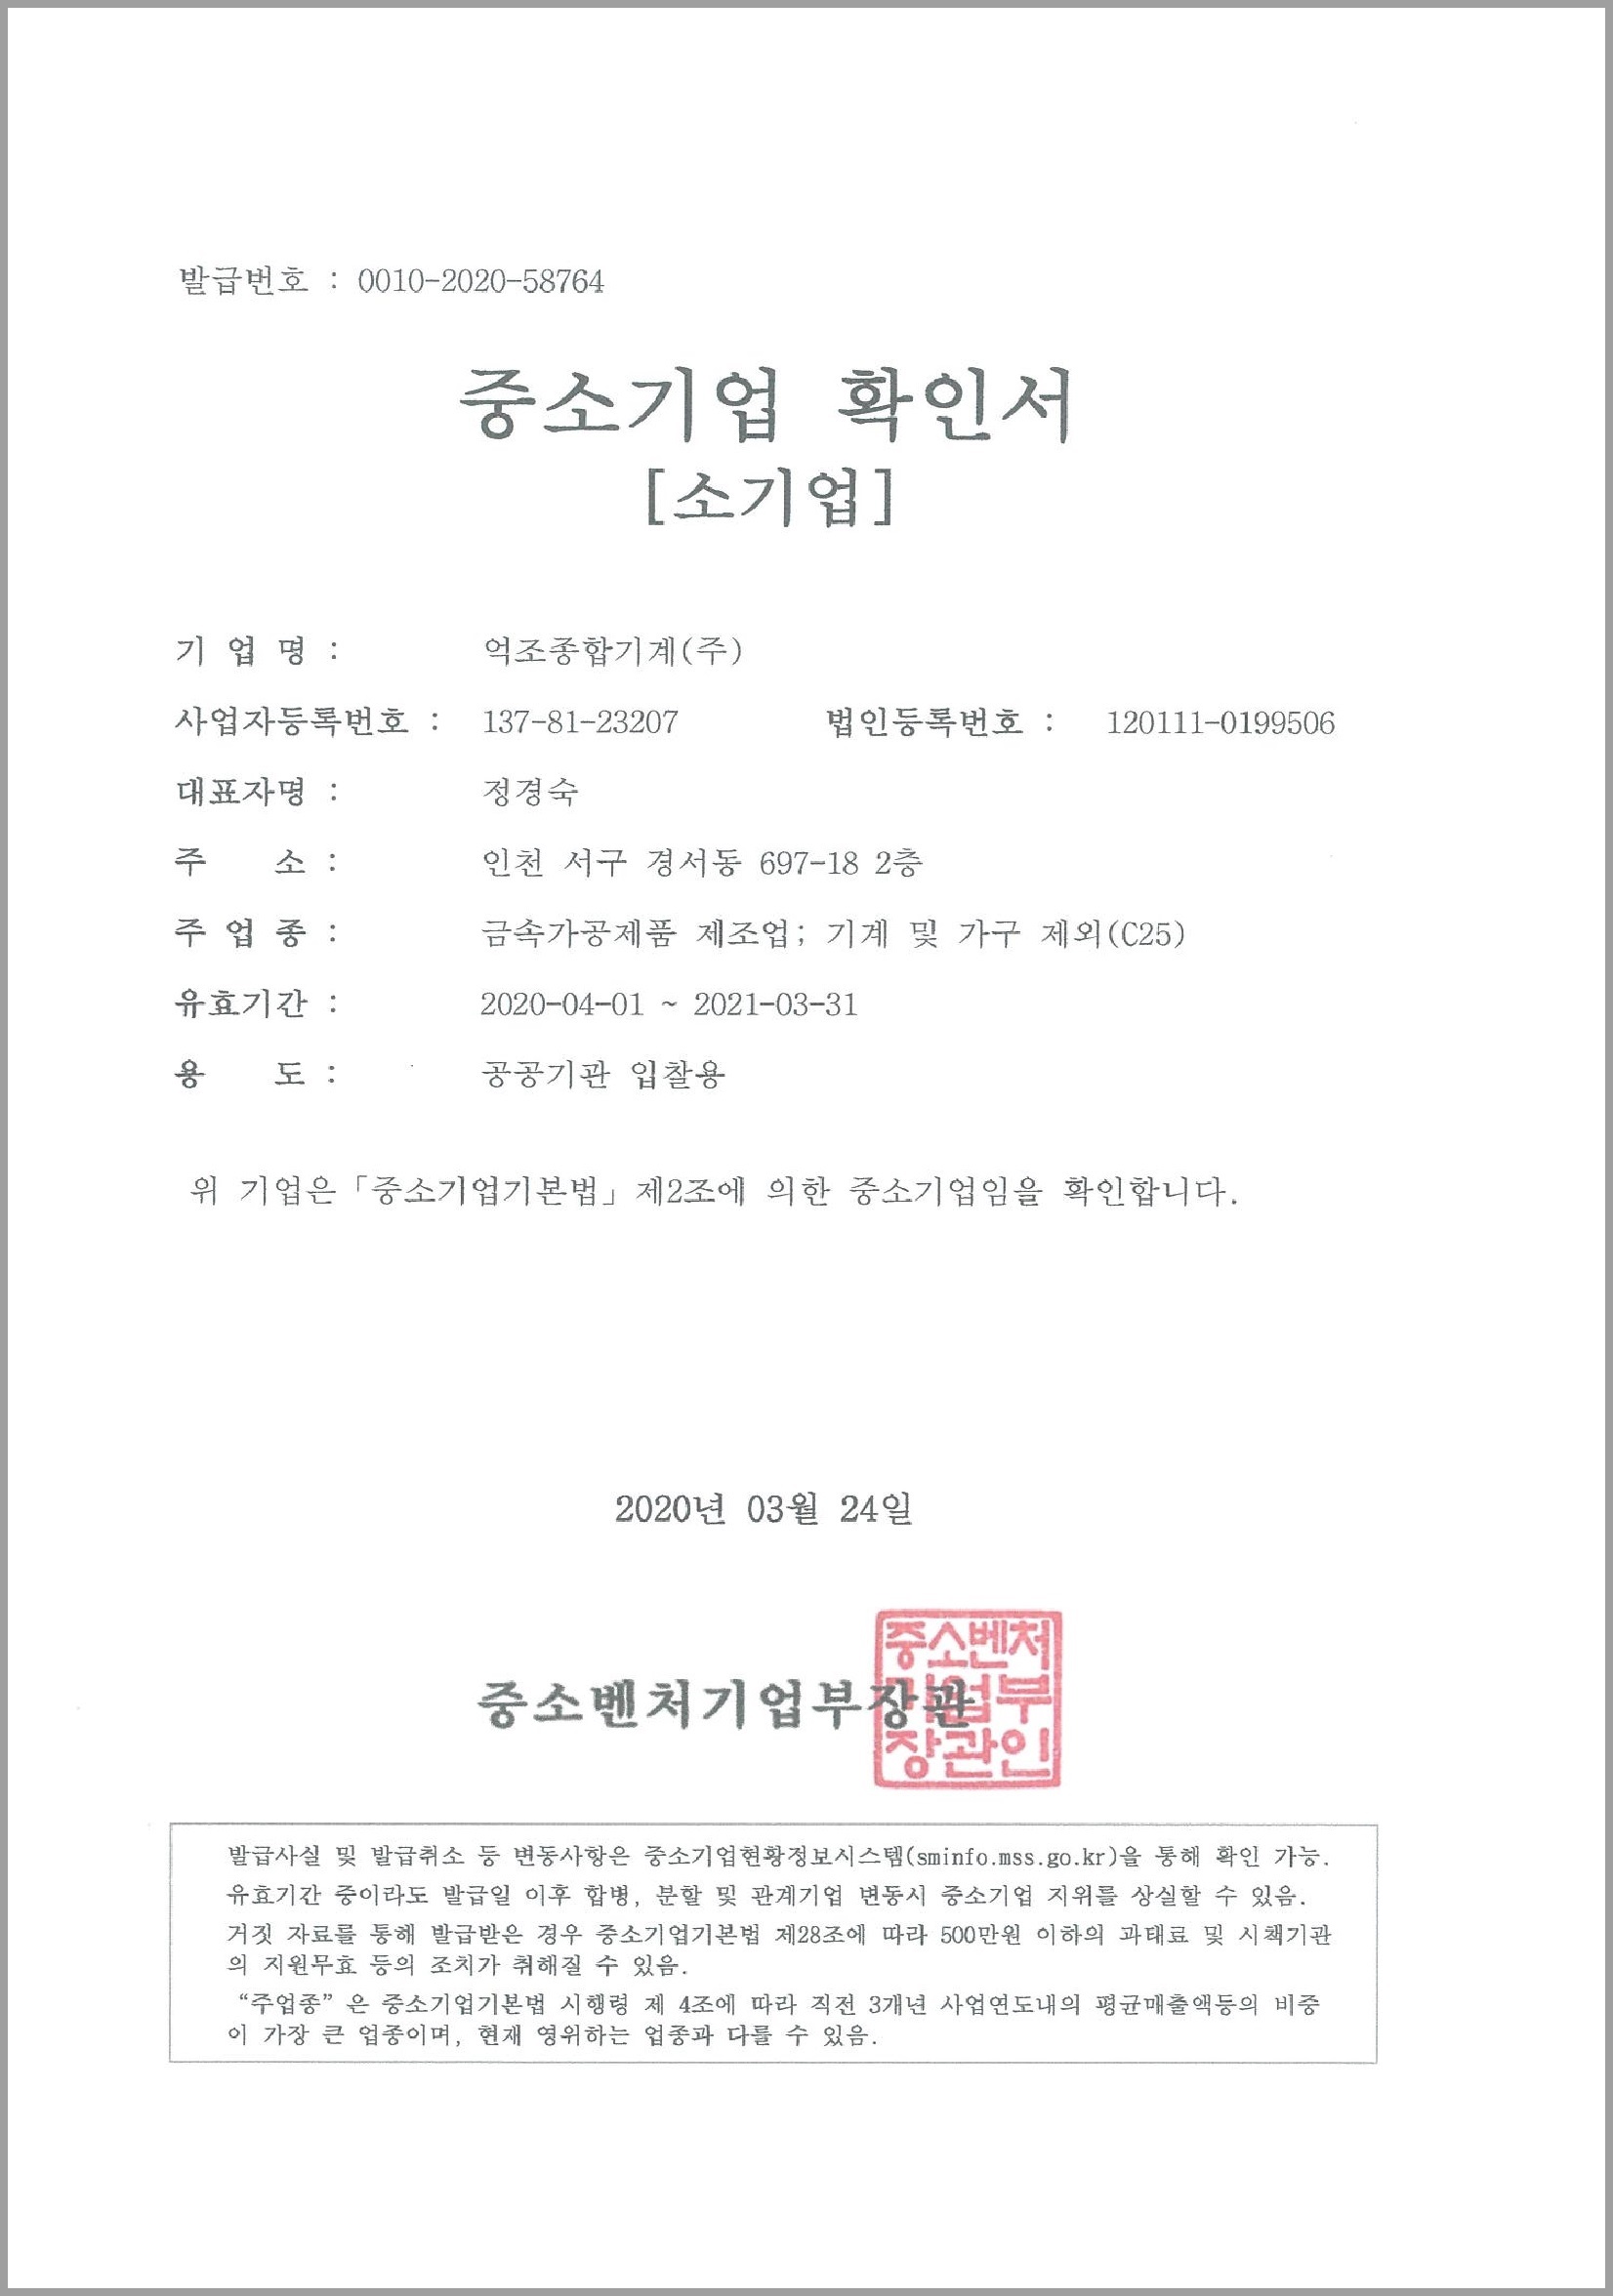 발급번호 : 0010-2020-58764
중소기업 확인서
[소기업]
기 업 명 : 억조종합기계(주)
사업자등록번호 : 137-81-23207 법인등록번호 : 120111-0199506
대표자명 : 정경숙
주 소 : 인천 서구 경서동 697-18 2층
주 업 종 : 금속가공제품 제조업; 기계 및 가구 제외(C25)
유효기간 : 2020-04-01 ~ 2021-03-31
용 도 : 공공기관 입찰용
위 기업은「중소기업기본법」제2조에 의한 중소기업임을 확인합니다.
2020년 03월 24일
중소벤처기업부장관
중소벤처
기업부
장관인
발급사실 및 발급취소 등 변동사항은 중소기업현황정보시스템(sminfo.mss.go.kr)을 통해 확인 가능.
유효기간 중이라도 발급일 이후 합병, 분할 및 관계기업 변동시 중소기업 지위를 상실할 수 있음.
거짓 자료를 통해 발급받은 경우 중소기업기본법 제28조에 따라 500만원 이하의 과태료 및 시책기관
의 지원무효 등의 조치가 취해질 수 있음.
“주업종”은 중소기업기본법 시행령 제 4조에 따라 직전 3개년 사업연도내의 평균매출액등의 비중
이 가장 큰 업종이며, 현재 영위하는 업종과 다를 수 있음.